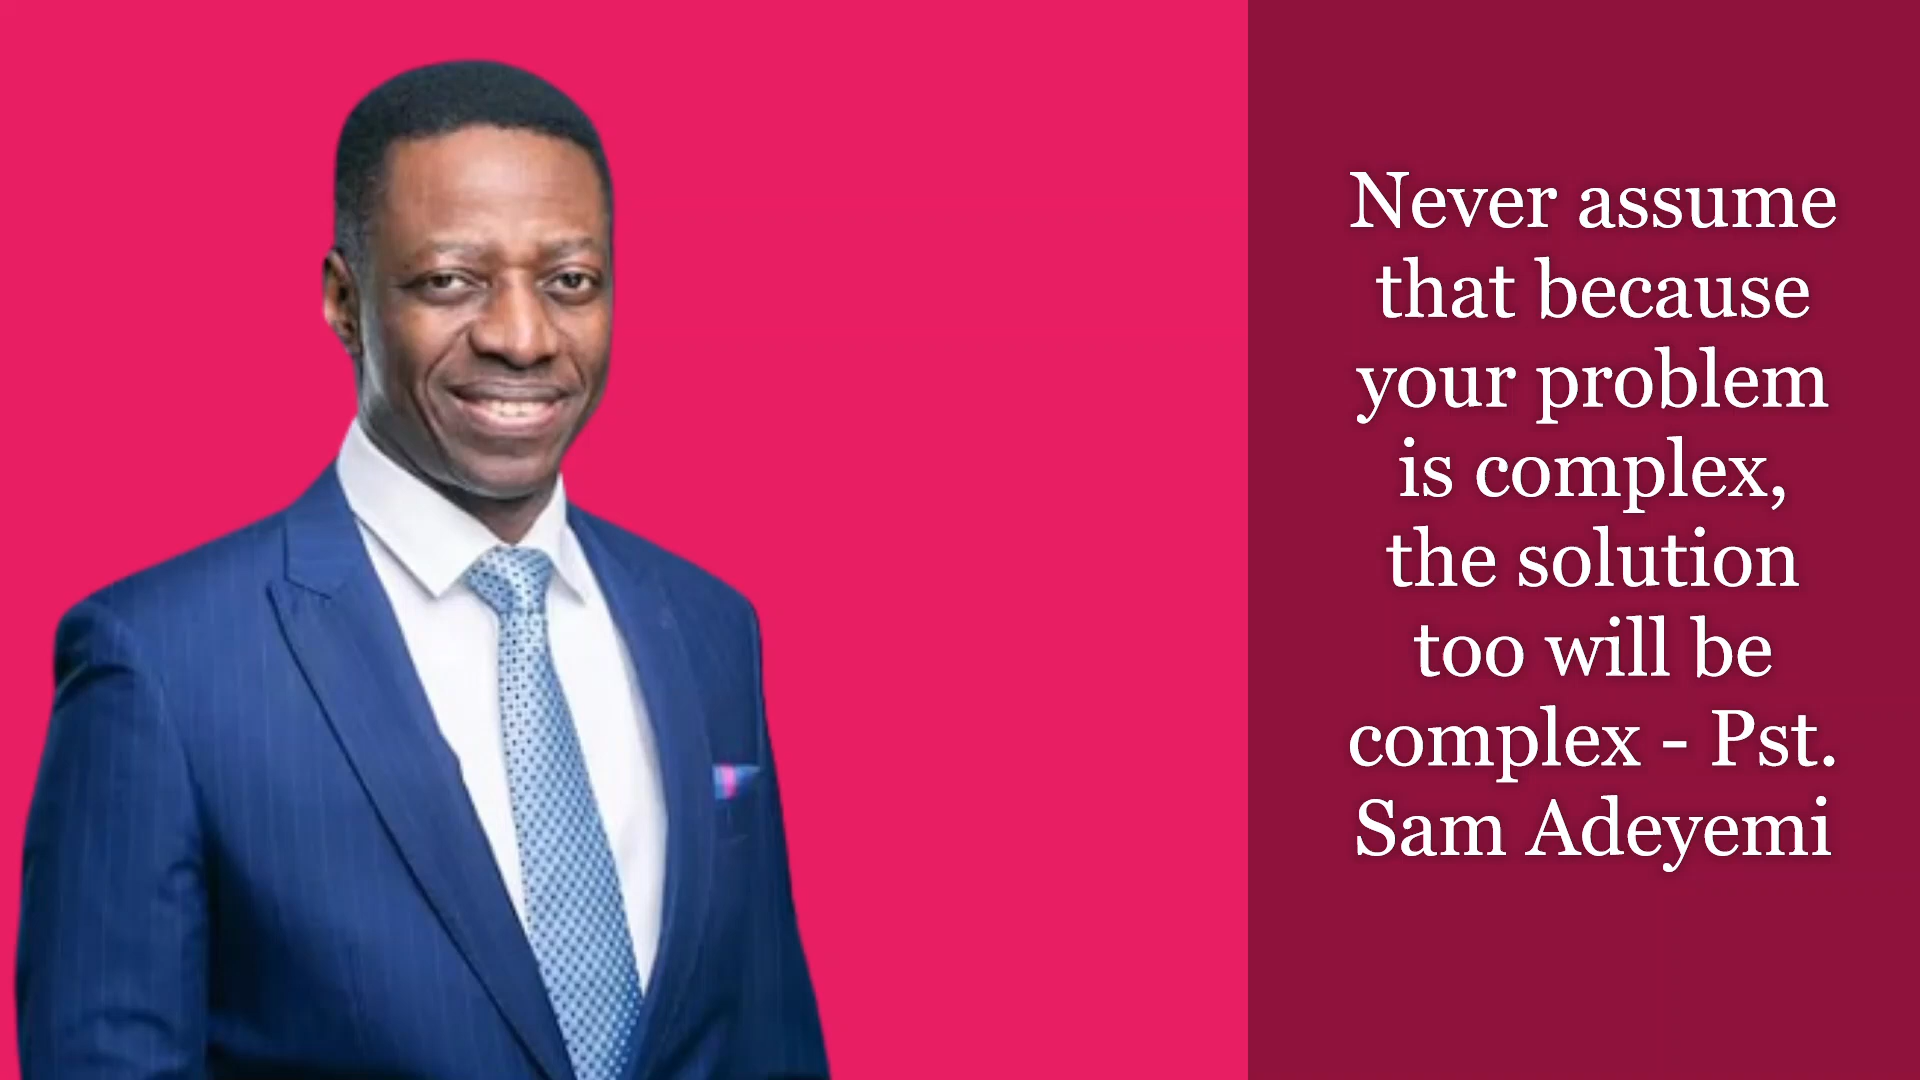 Never assume
that because
your problem
is complex,
the solution
too will be
complex - Pst.
Sam Adeyemi